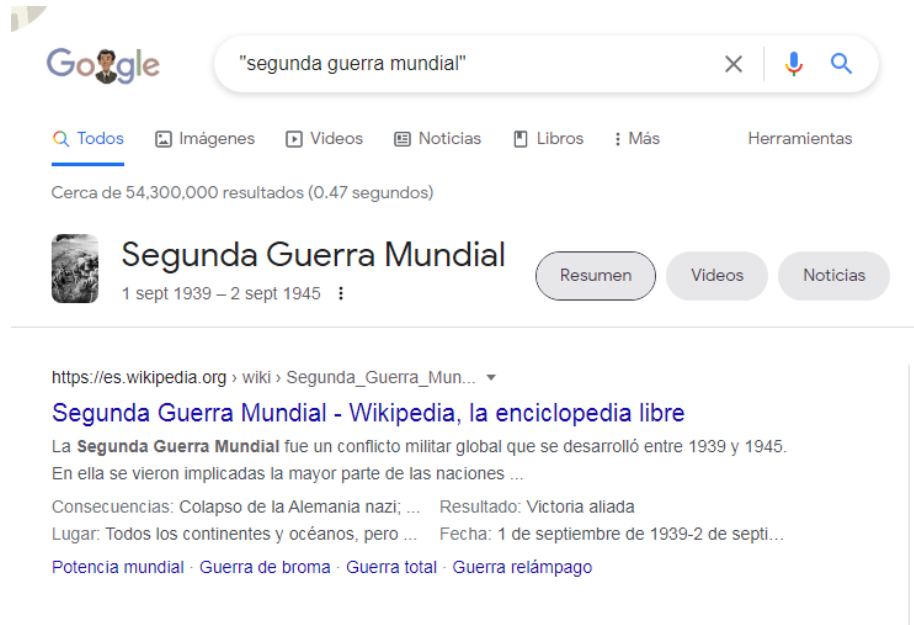 Google
"segunda guerra mundial"
Todos Imágenes Videos Noticias Libros Más Herramientas
Cerca de 54,300,000 resultados (0.47 segundos)
Segunda Guerra Mundial
1 sept 1939 – 2 sept 1945
Resumen Videos Noticias
https://es.wikipedia.org › wiki › Segunda_Guerra_Mun...
Segunda Guerra Mundial - Wikipedia, la enciclopedia libre
La Segunda Guerra Mundial fue un conflicto militar global que se desarrolló entre 1939 y 1945.
En ella se vieron implicadas la mayor parte de las naciones ...
Consecuencias: Colapso de la Alemania nazi; ... Resultado: Victoria aliada
Lugar: Todos los continentes y océanos, pero ... Fecha: 1 de septiembre de 1939-2 de septi...
Potencia mundial · Guerra de broma · Guerra total · Guerra relámpago